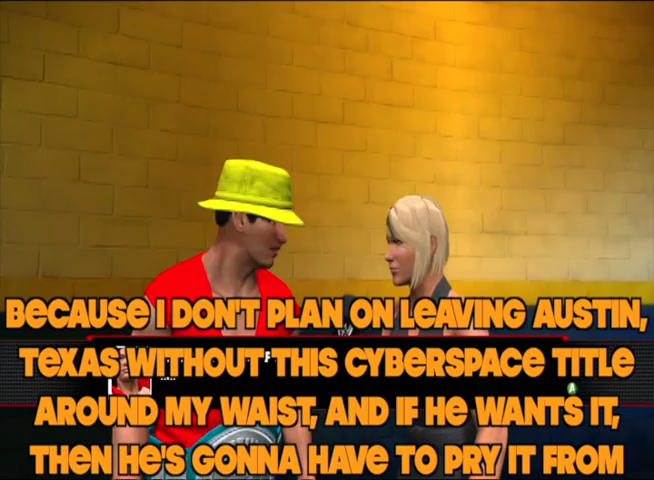 BECAUSE I DON'T PLAN ON LEAVING AUSTIN,
TEXAS WITHOUT THIS CYBERSPACE TITLE
AROUND MY WAIST, AND IF HE WANTS IT,
THEN HE'S GONNA HAVE TO PRY IT FROM
A